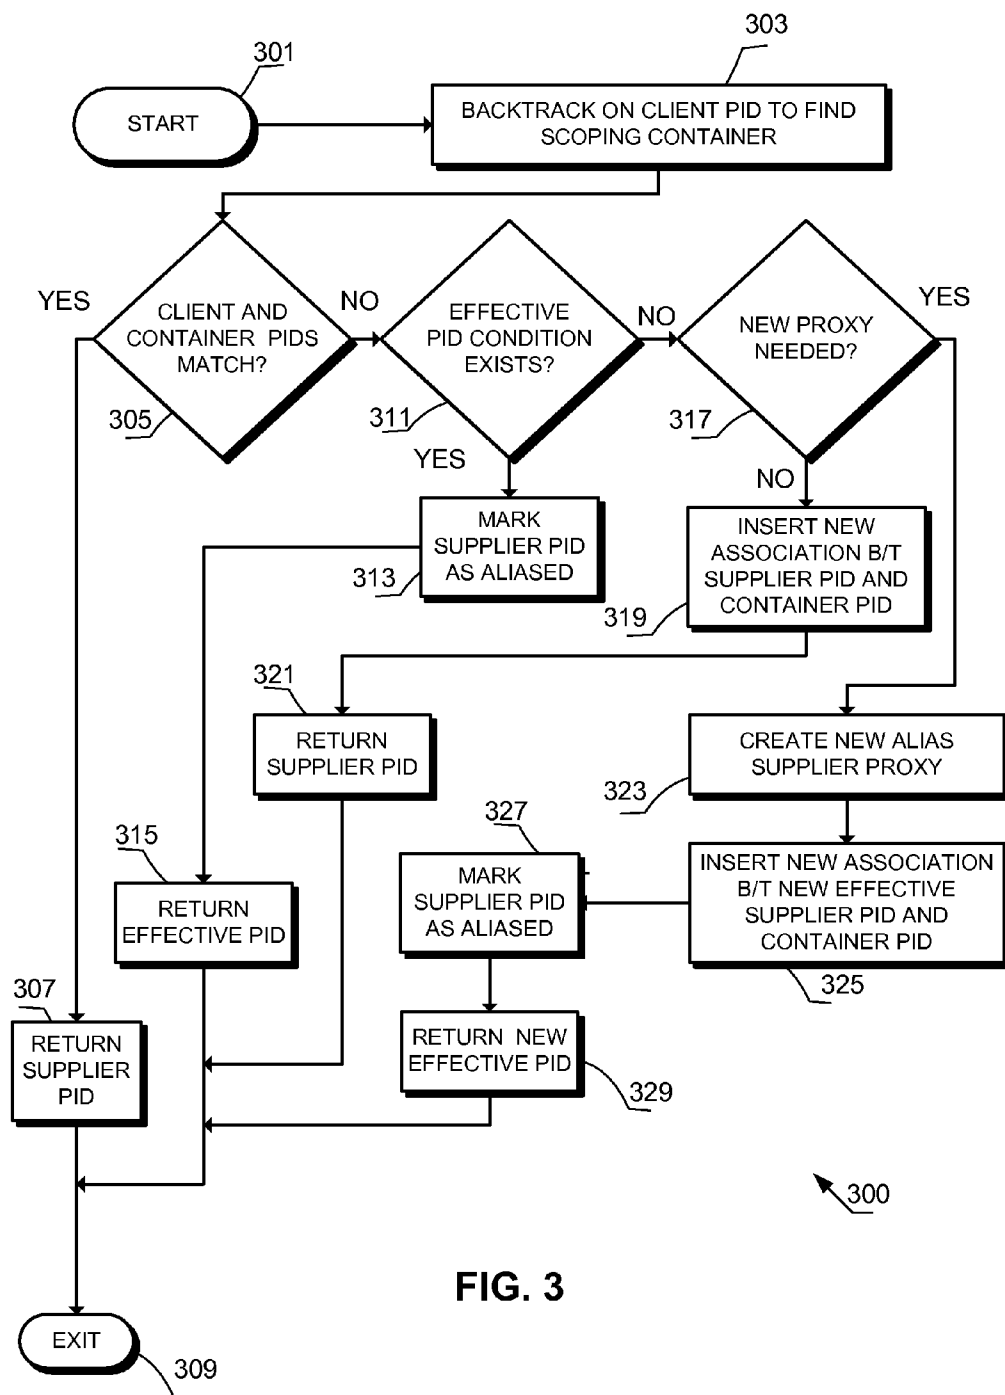 303
301
START
BACKTRACK ON CLIENT PID TO FIND
SCOPING CONTAINER
YES
CLIENT AND
CONTAINER PIDS
MATCH?
305
NO
EFFECTIVE
PID CONDITION
EXISTS?
311
NO
NEW PROXY
NEEDED?
317
YES
YES
NO
MARK
SUPPLIER PID
AS ALIASED
313
INSERT NEW
ASSOCIATION B/T
SUPPLIER PID AND
CONTAINER PID
319
321
RETURN
SUPPLIER PID
CREATE NEW ALIAS
SUPPLIER PROXY
323
327
MARK
SUPPLIER PID
AS ALIASED
INSERT NEW ASSOCIATION
B/T NEW EFFECTIVE
SUPPLIER PID AND
CONTAINER PID
325
315
RETURN
EFFECTIVE PID
307
RETURN
SUPPLIER
PID
RETURN NEW
EFFECTIVE PID
329
300
FIG. 3
EXIT
309